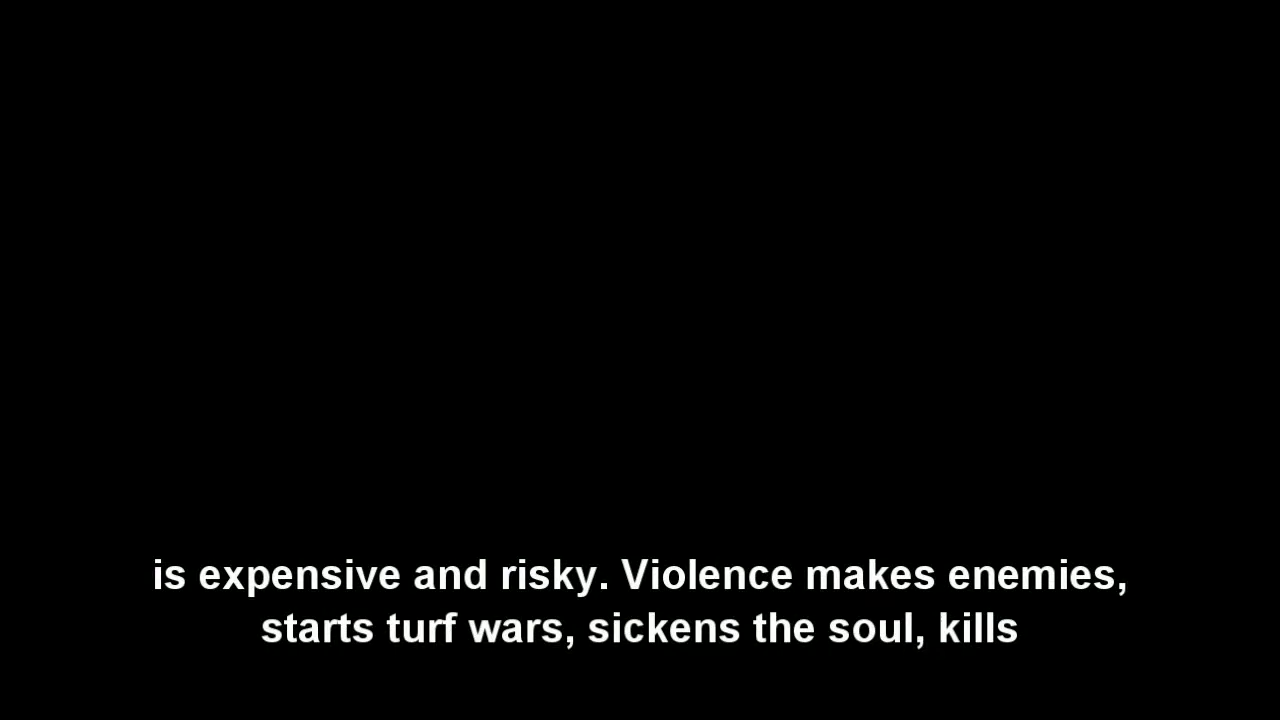 is expensive and risky. Violence makes enemies,
starts turf wars, sickens the soul, kills